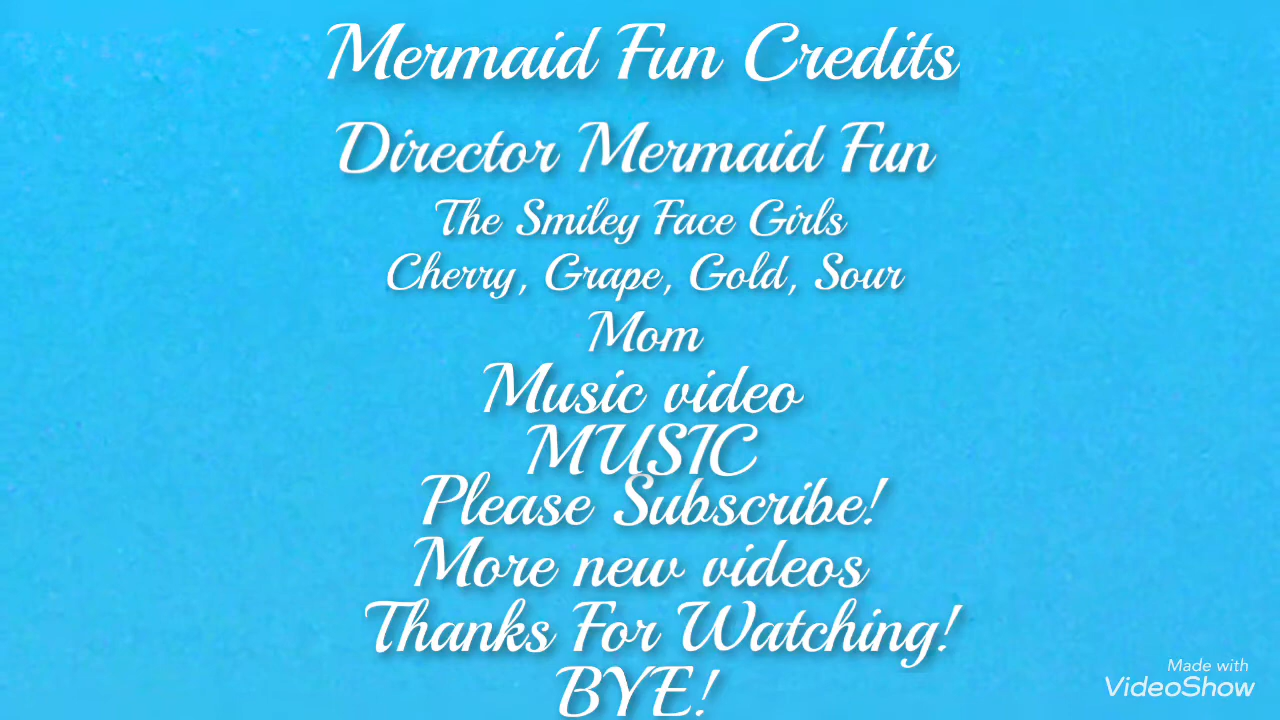 Mermaid Fun Credits
Director Mermaid Fun
The Smiley Face Girls
Cherry, Grape, Gold, Sour
Mom
Music video
MUSIC
Please Subscribe!
More new videos
Thanks For Watching!
BYE!
Made with
VideoShow